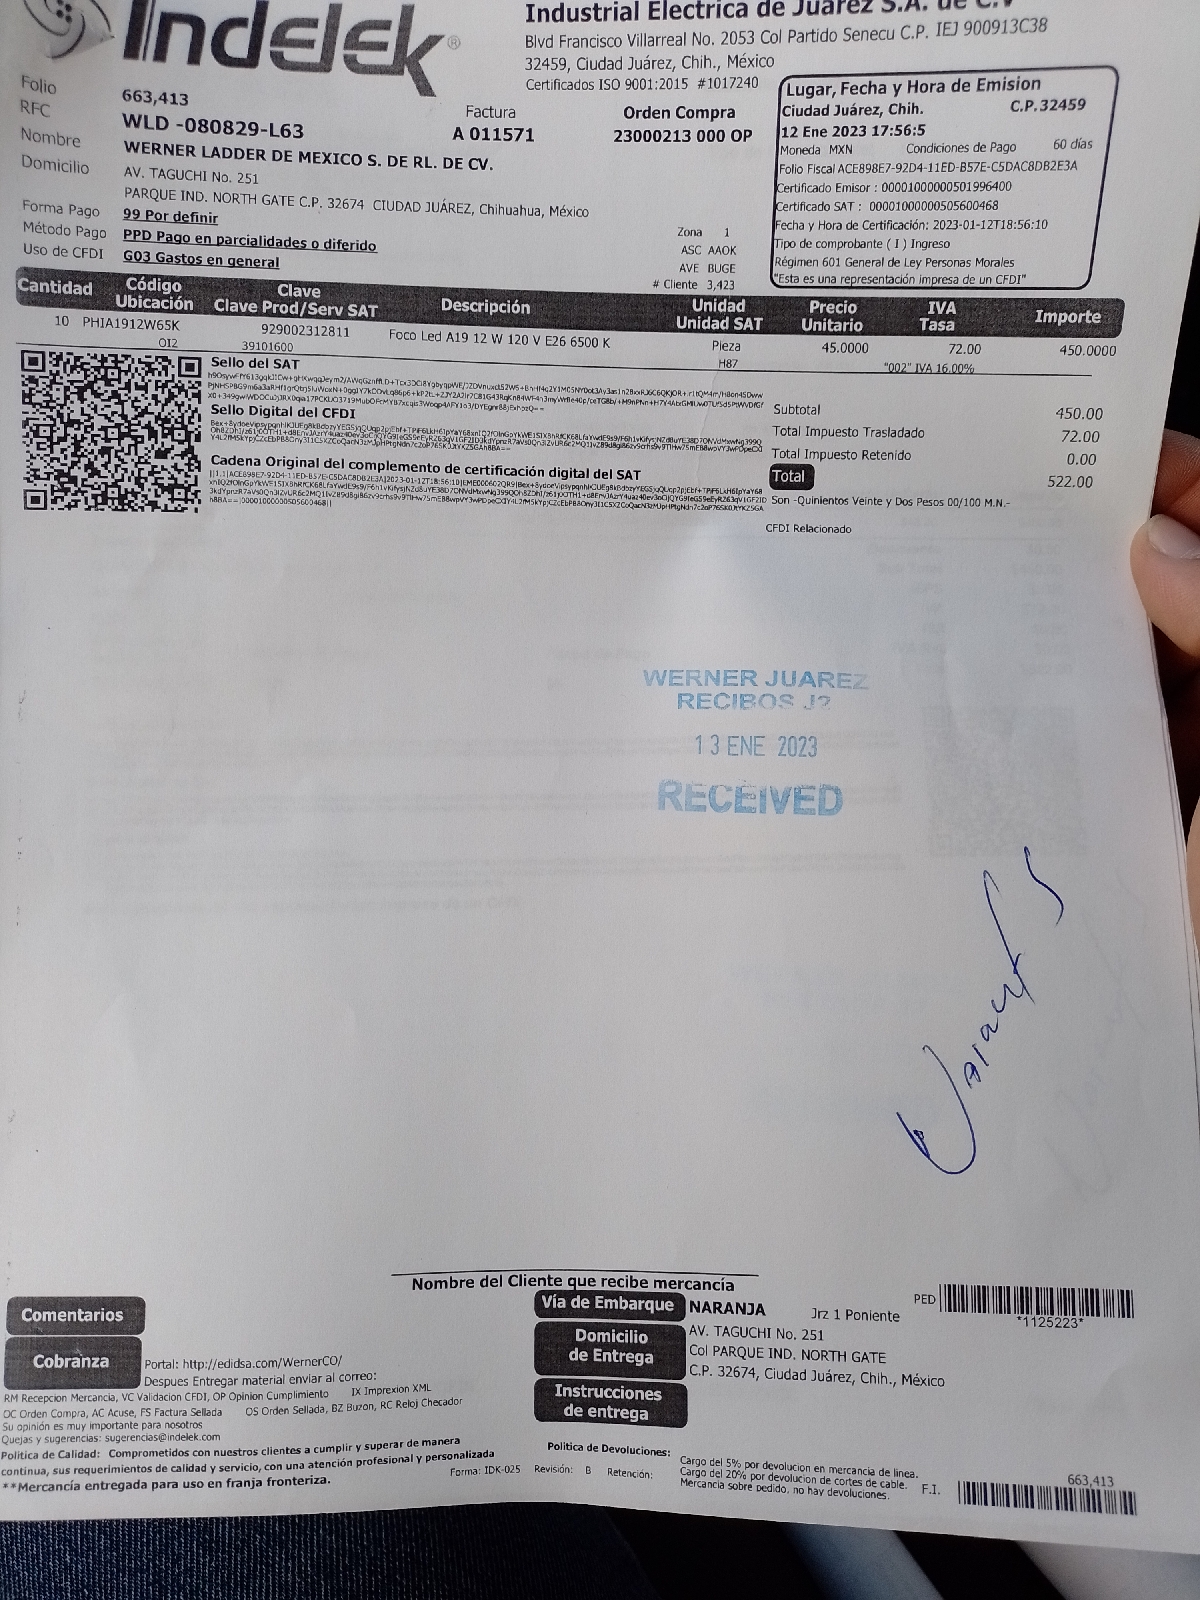 Indelek®
Industrial Electrica de Juárez S.A. de C.V
Blvd Francisco Villarreal No. 2053 Col Partido Senecu C.P. IEJ 900913C38
32459, Ciudad Juárez, Chih., México
Certificados ISO 9001:2015 #1017240
Folio 663,413
RFC WLD -080829-L63
Factura
A 011571
Orden Compra
23000213 000 OP
Nombre WERNER LADDER DE MEXICO S. DE RL. DE CV.
Domicilio AV. TAGUCHI No. 251
PARQUE IND. NORTH GATE C.P. 32674 CIUDAD JUÁREZ, Chihuahua, México
Forma Pago 99 Por definir
Método Pago PPD Pago en parcialidades o diferido
Uso de CFDI G03 Gastos en general
Zona 1
ASC AAOK
AVE BUGE
# Cliente 3,423
Lugar, Fecha y Hora de Emision
Ciudad Juárez, Chih. C.P.32459
12 Ene 2023 17:56:5
Moneda MXN Condiciones de Pago 60 días
Folio Fiscal ACE898E7-92D4-11ED-B57E-C5DAC8DB2E3A
Certificado Emisor : 00001000000501996400
Certificado SAT : 00001000000505600468
Fecha y Hora de Certificación: 2023-01-12T18:56:10
Tipo de comprobante ( I ) Ingreso
Régimen 601 General de Ley Personas Morales
"Esta es una representación impresa de un CFDI"
Cantidad Código Ubicación Clave Clave Prod/Serv SAT Descripción Unidad Unidad SAT Precio Unitario IVA Tasa Importe
10 PHIA1912W65K 929002312811 Foco Led A19 12 W 120 V E26 6500 K Pieza 45.0000 72.00 450.0000
OI2 39101600 H87 "002" IVA 16.00%
Sello del SAT
Sello Digital del CFDI
Cadena Original del complemento de certificación digital del SAT
Subtotal 450.00
Total Impuesto Trasladado 72.00
Total Impuesto Retenido 0.00
Total 522.00
Son -Quinientos Veinte y Dos Pesos 00/100 M.N.-
CFDI Relacionado
WERNER JUAREZ
RECIBOS J2
13 ENE 2023
RECEIVED
Nombre del Cliente que recibe mercancía
Comentarios
Cobranza
Portal: http://edidsa.com/WernerCO/
Despues Entregar material enviar al correo:
RM Recepcion Mercancia, VC Validacion CFDI, OP Opinion Cumplimiento IX Imprexion XML
OC Orden Compra, AC Acuse, FS Factura Sellada OS Orden Sellada, BZ Buzon, RC Reloj Checador
Su opinión es muy importante para nosotros
Quejas y sugerencias: sugerencias@indelek.com
Politica de Calidad: Comprometidos con nuestros clientes a cumplir y superar de manera
continua, sus requerimientos de calidad y servicio, con una atención profesional y personalizada
**Mercancía entregada para uso en franja fronteriza.
Vía de Embarque NARANJA Jrz 1 Poniente
Domicilio de Entrega
AV. TAGUCHI No. 251
Col PARQUE IND. NORTH GATE
C.P. 32674, Ciudad Juárez, Chih., México
Instrucciones de entrega
PED
*1125223*
Forma: IDK-025 Revisión: B Retención:
Politica de Devoluciones:
Cargo del 5% por devolucion en mercancia de linea.
Cargo del 20% por devolucion de cortes de cable.
Mercancia sobre pedido, no hay devoluciones.
F.I.
663,413